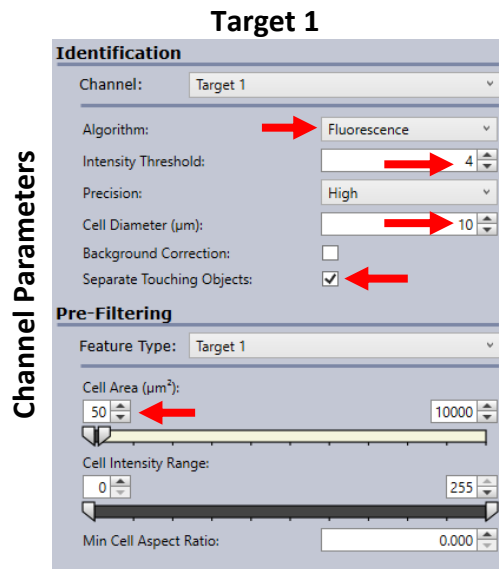 Target 1
Channel Parameters
Identification
Channel: Target 1
Algorithm: Fluorescence
Intensity Threshold: 4
Precision: High
Cell Diameter (µm): 10
Background Correction:
Separate Touching Objects:
Pre-Filtering
Feature Type: Target 1
Cell Area (µm²):
50 10000
Cell Intensity Range:
0 255
Min Cell Aspect Ratio: 0.000